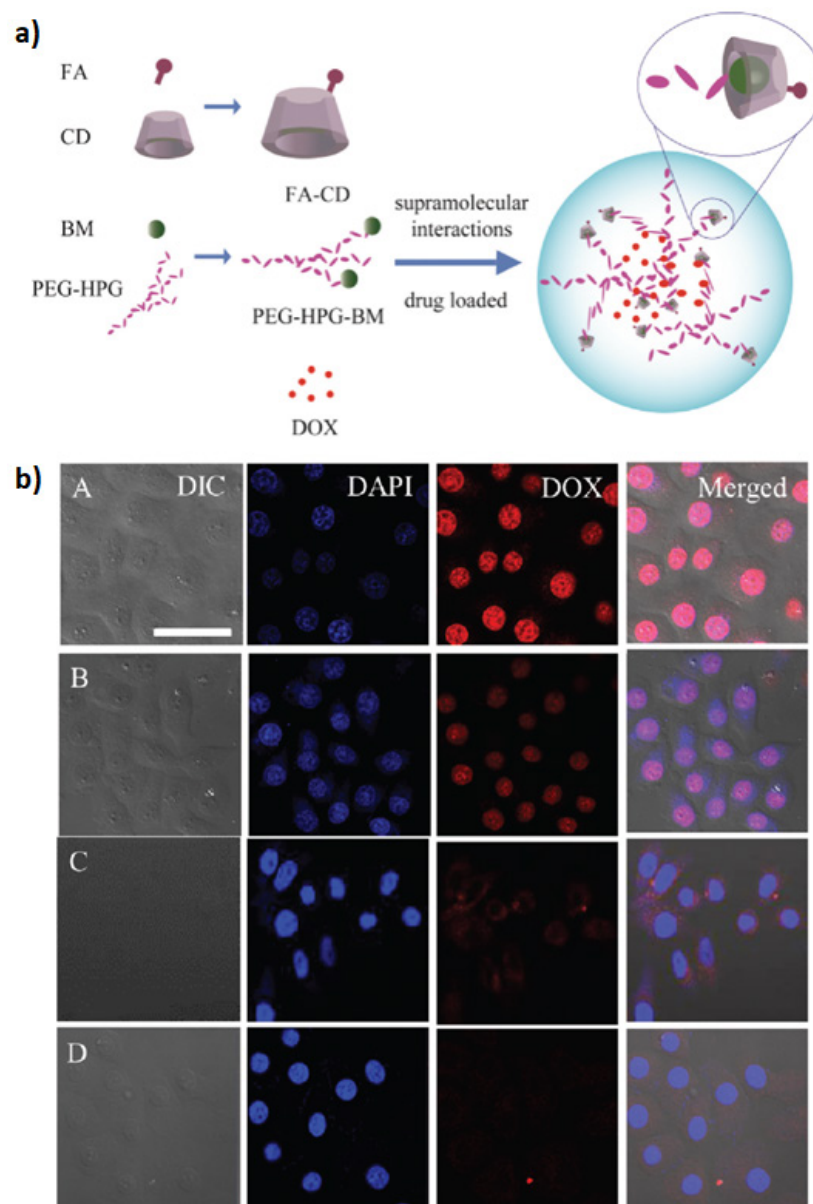 a)
FA
CD
FA-CD
BM
PEG-HPG
PEG-HPG-BM
supramolecular
interactions
drug loaded
DOX
b)
A DIC DAPI DOX Merged
B
C
D